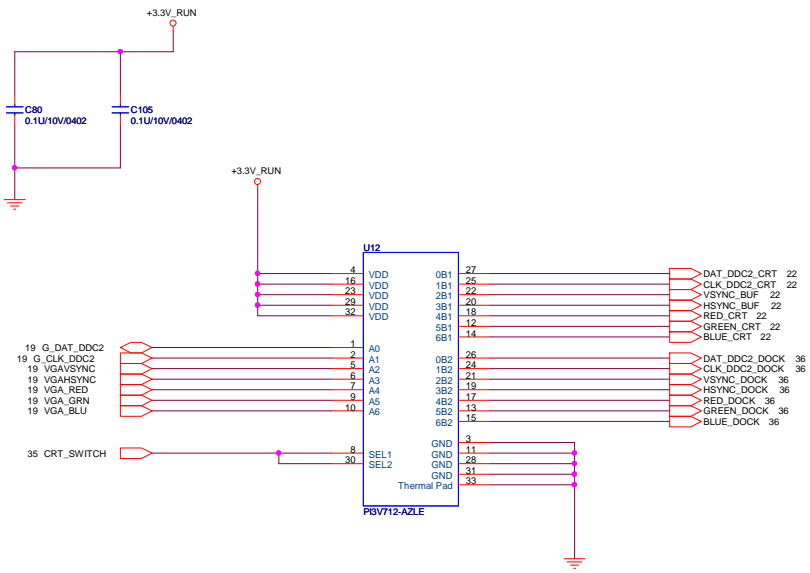 +3.3V_RUN
C80
0.1U/10V/0402
C105
0.1U/10V/0402
+3.3V_RUN
U12
4 VDD 0B1 27 DAT_DDC2_CRT 22
16 VDD 1B1 25 CLK_DDC2_CRT 22
23 VDD 2B1 22 VSYNC_BUF 22
29 VDD 3B1 20 HSYNC_BUF 22
32 VDD 4B1 18 RED_CRT 22
5B1 12 GREEN_CRT 22
6B1 14 BLUE_CRT 22
19 G_DAT_DDC2 1 A0 0B2 26 DAT_DDC2_DOCK 36
19 G_CLK_DDC2 2 A1 1B2 24 CLK_DDC2_DOCK 36
19 VGAVSYNC 5 A2 2B2 21 VSYNC_DOCK 36
19 VGAHSYNC 6 A3 3B2 19 HSYNC_DOCK 36
19 VGA_RED 7 A4 4B2 17 RED_DOCK 36
19 VGA_GRN 9 A5 5B2 13 GREEN_DOCK 36
19 VGA_BLU 10 A6 6B2 15 BLUE_DOCK 36
GND 3
35 CRT_SWITCH 8 SEL1 GND 11
30 SEL2 GND 28
GND 31
Thermal Pad 33
PI3V712-AZLE